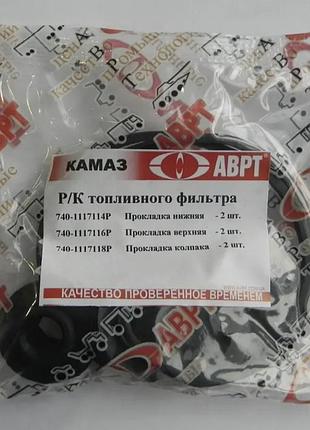 КАМАЗ АВРТ
Р/К топливного фильтра
740-1117114Р Прокладка нижняя - 2 шт.
740-1117116Р Прокладка верхняя - 2 шт.
740-1117118Р Прокладка колпака - 2 шт.
КАЧЕСТВО ПРОВЕРЕННОЕ ВРЕМЕНЕМ
АВРТ